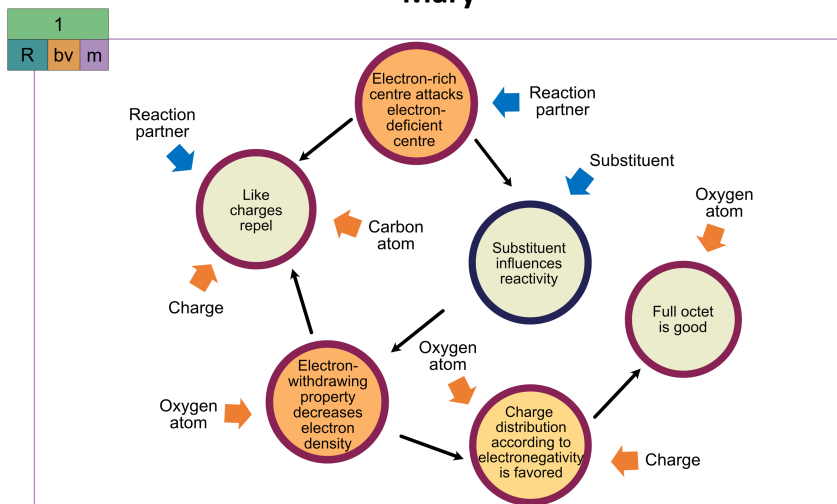 Mary
1
R bv m
Electron-rich
centre attacks
electron-
deficient
centre
Reaction
partner
Reaction
partner
Substituent
Like
charges
repel
Carbon
atom
Charge
Substituent
influences
reactivity
Oxygen
atom
Full octet
is good
Oxygen
atom
Electron-
withdrawing
property
decreases
electron
density
Oxygen
atom
Charge
distribution
according to
electronegativity
is favored
Charge